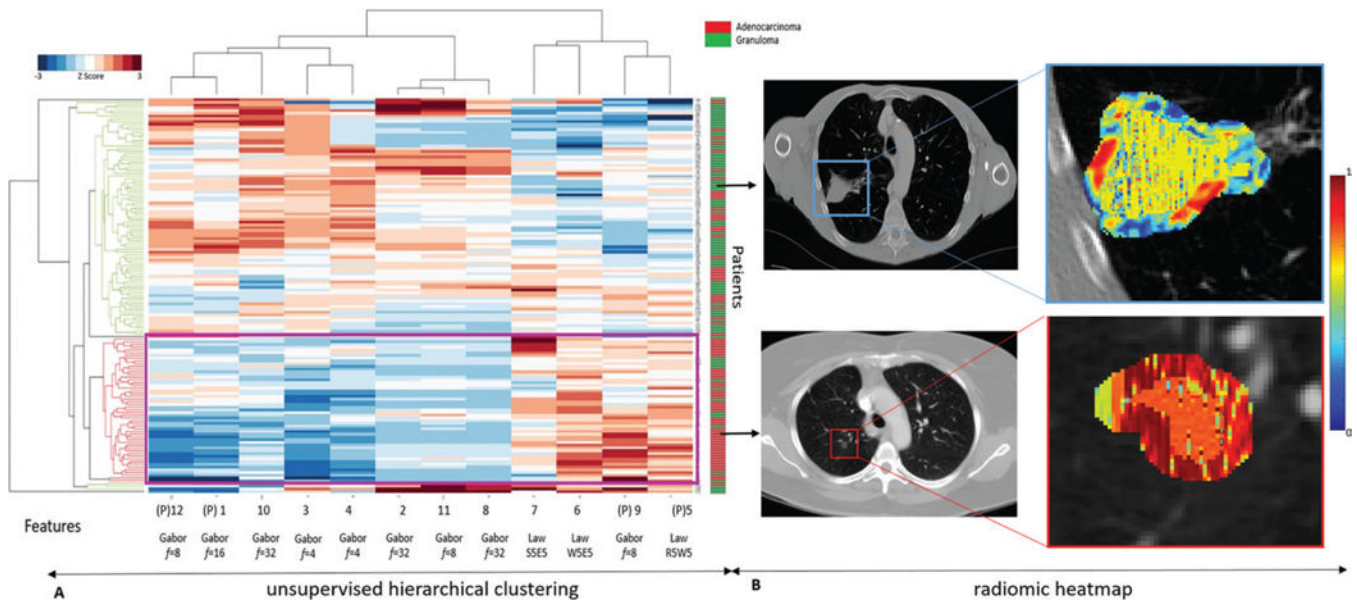 Adenocarcinoma
Granuloma
-3 Z Score 3
Patients
1
0
Features
(P)12 (P) 1 10 3 4 2 11 8 7 6 (P) 9 (P)5
Gabor Gabor Gabor Gabor Gabor Gabor Gabor Gabor Law Law Gabor Law
f=8 f=16 f=32 f=4 f=4 f=32 f=8 f=32 S5E5 W5E5 f=8 R5W5
A unsupervised hierarchical clustering B radiomic heatmap